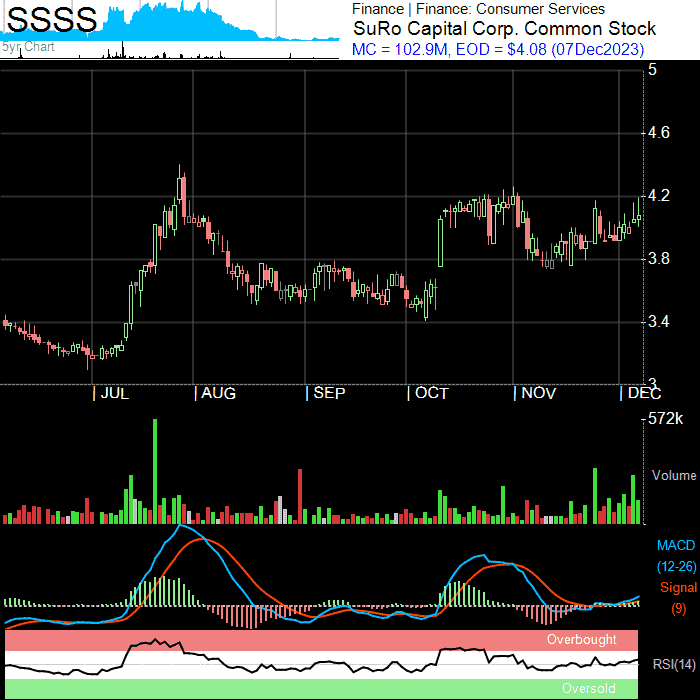 SSSS
5yr Chart
Finance | Finance: Consumer Services
SuRo Capital Corp. Common Stock
MC = 102.9M, EOD = $4.08 (07Dec2023)
5
4.6
4.2
3.8
3.4
3
| JUL | AUG | SEP | OCT | NOV | DEC
572k
Volume
MACD
(12-26)
Signal
(9)
Overbought
RSI(14)
Oversold